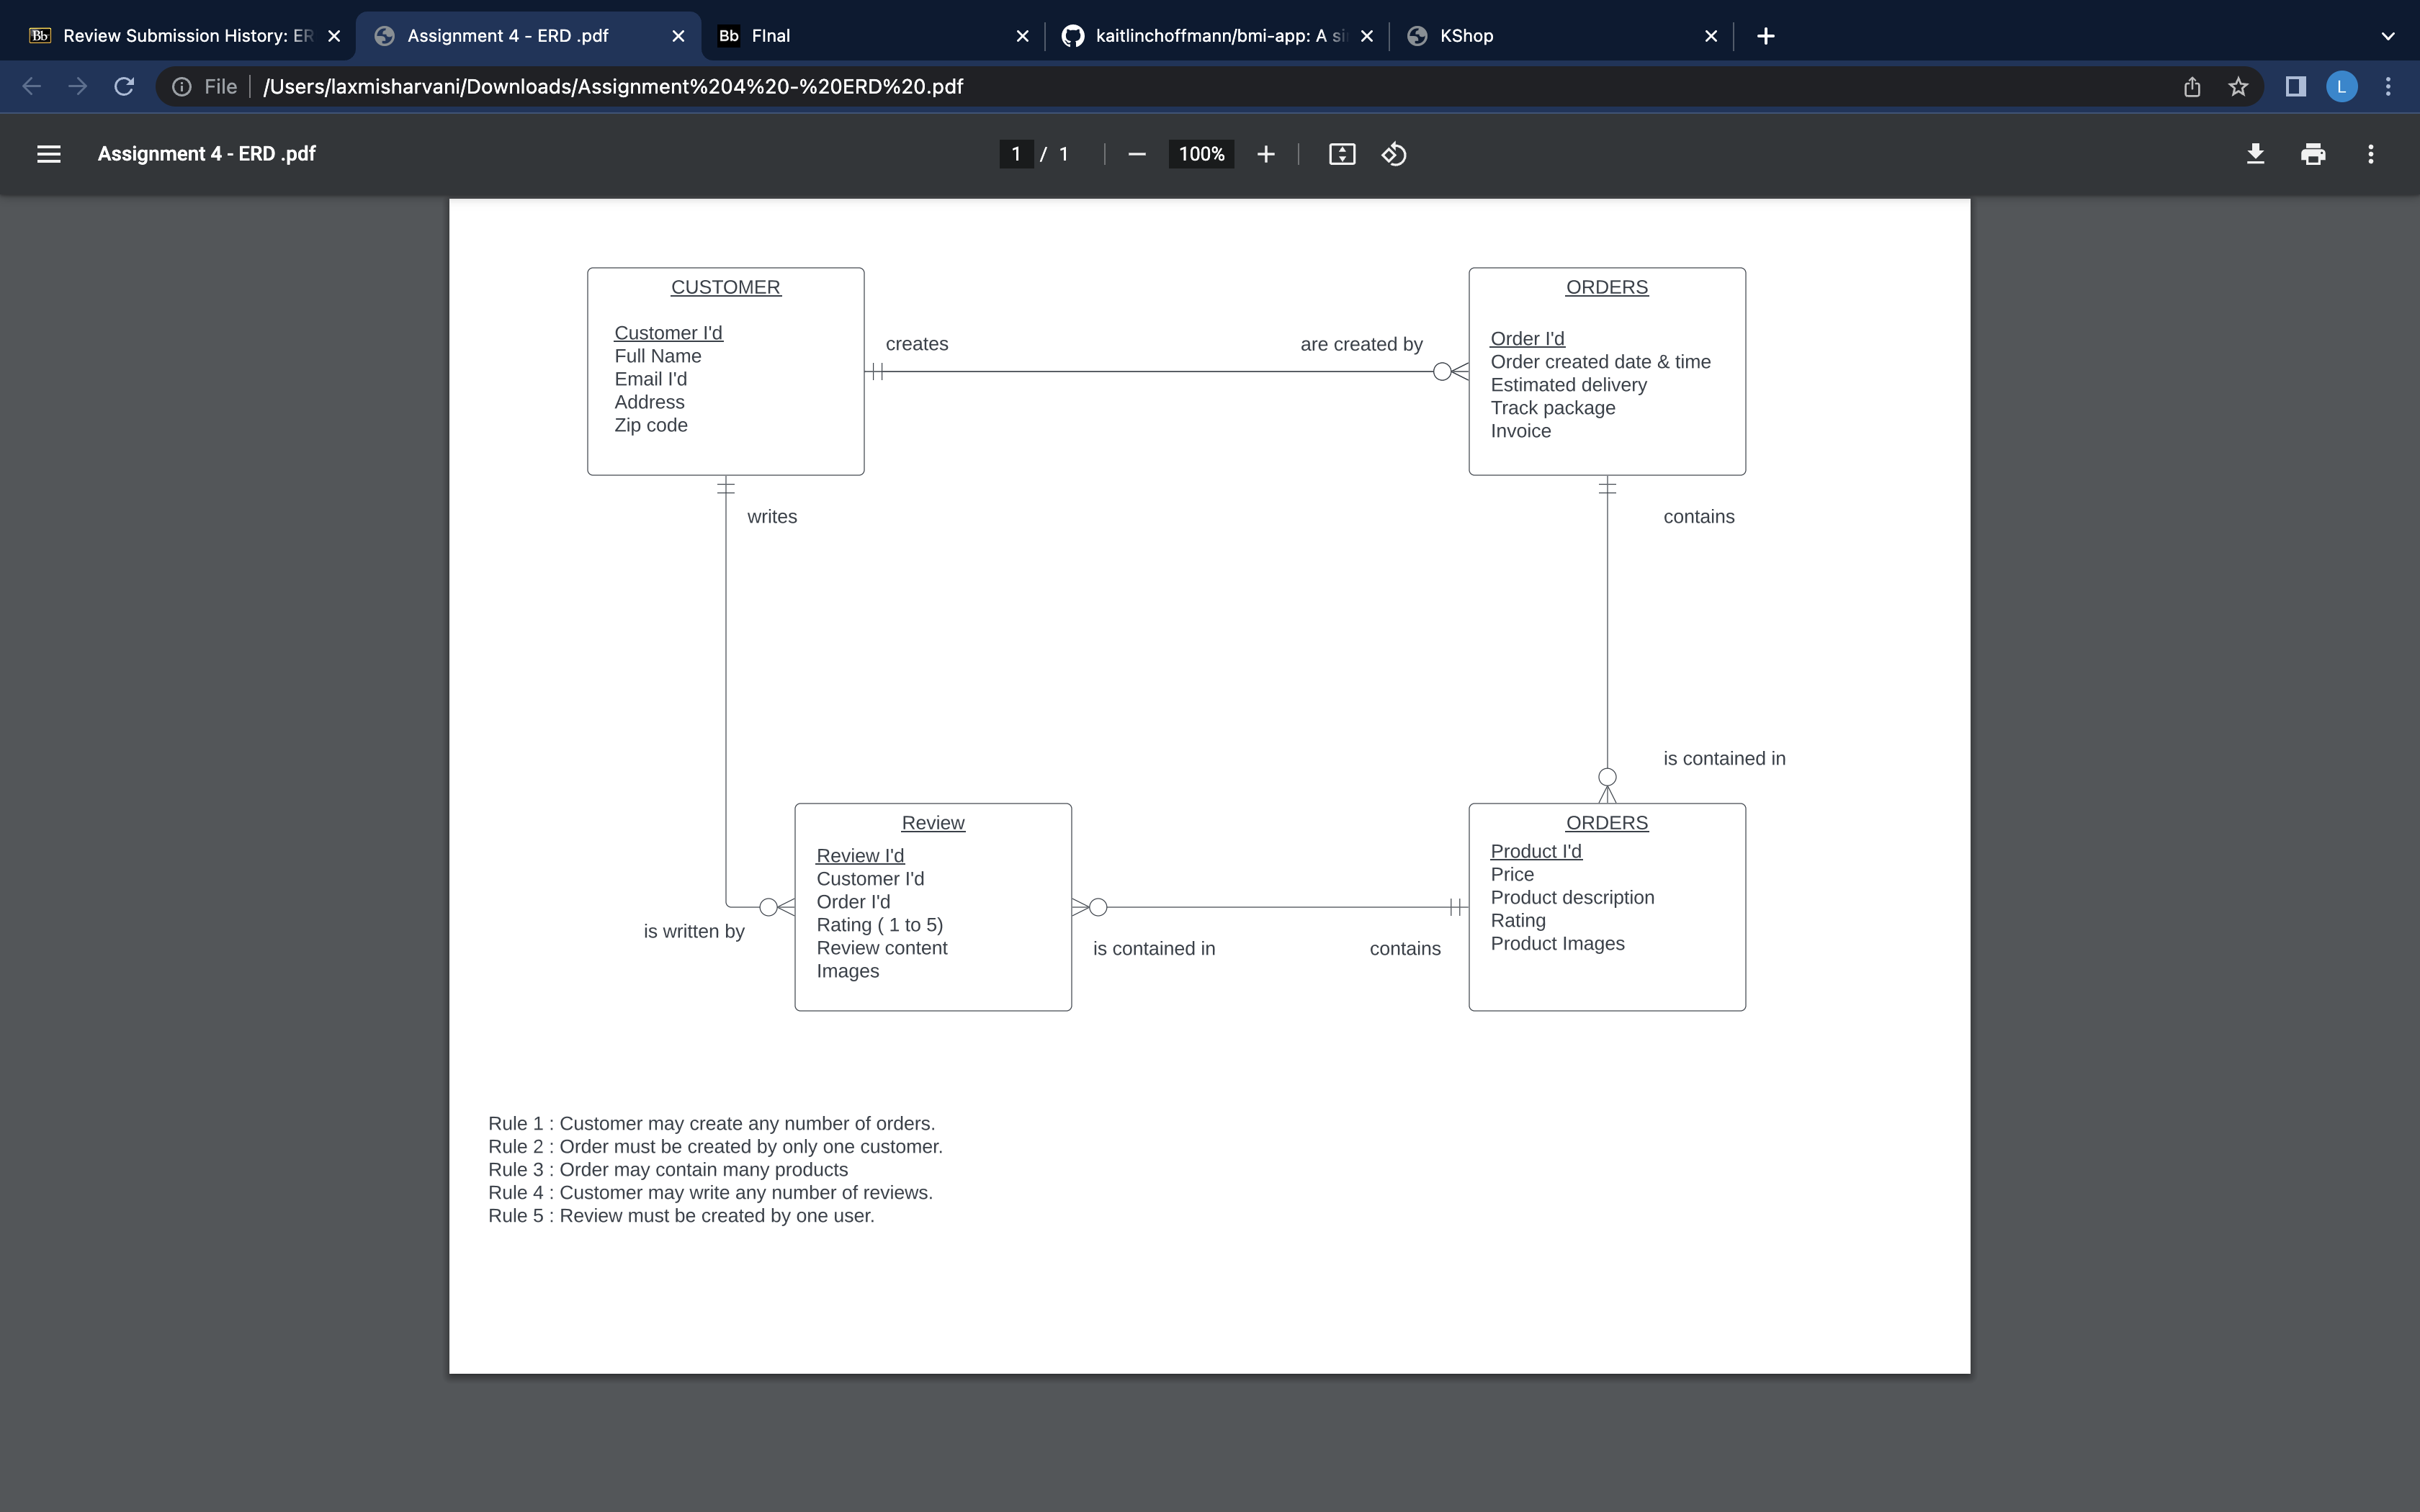 Review Submission History: ER
Assignment 4 - ERD .pdf
Bb FInal
kaitlinchoffmann/bmi-app: A si
KShop
File /Users/laxmisharvani/Downloads/Assignment%204%20-%20ERD%20.pdf
L
Assignment 4 - ERD .pdf
1 / 1
100%
CUSTOMER
Customer I'd
Full Name
Email I'd
Address
Zip code
creates
are created by
ORDERS
Order I'd
Order created date & time
Estimated delivery
Track package
Invoice
writes
contains
is contained in
Review
Review I'd
Customer I'd
Order I'd
Rating ( 1 to 5)
Review content
Images
is written by
is contained in
contains
ORDERS
Product I'd
Price
Product description
Rating
Product Images
Rule 1 : Customer may create any number of orders.
Rule 2 : Order must be created by only one customer.
Rule 3 : Order may contain many products
Rule 4 : Customer may write any number of reviews.
Rule 5 : Review must be created by one user.